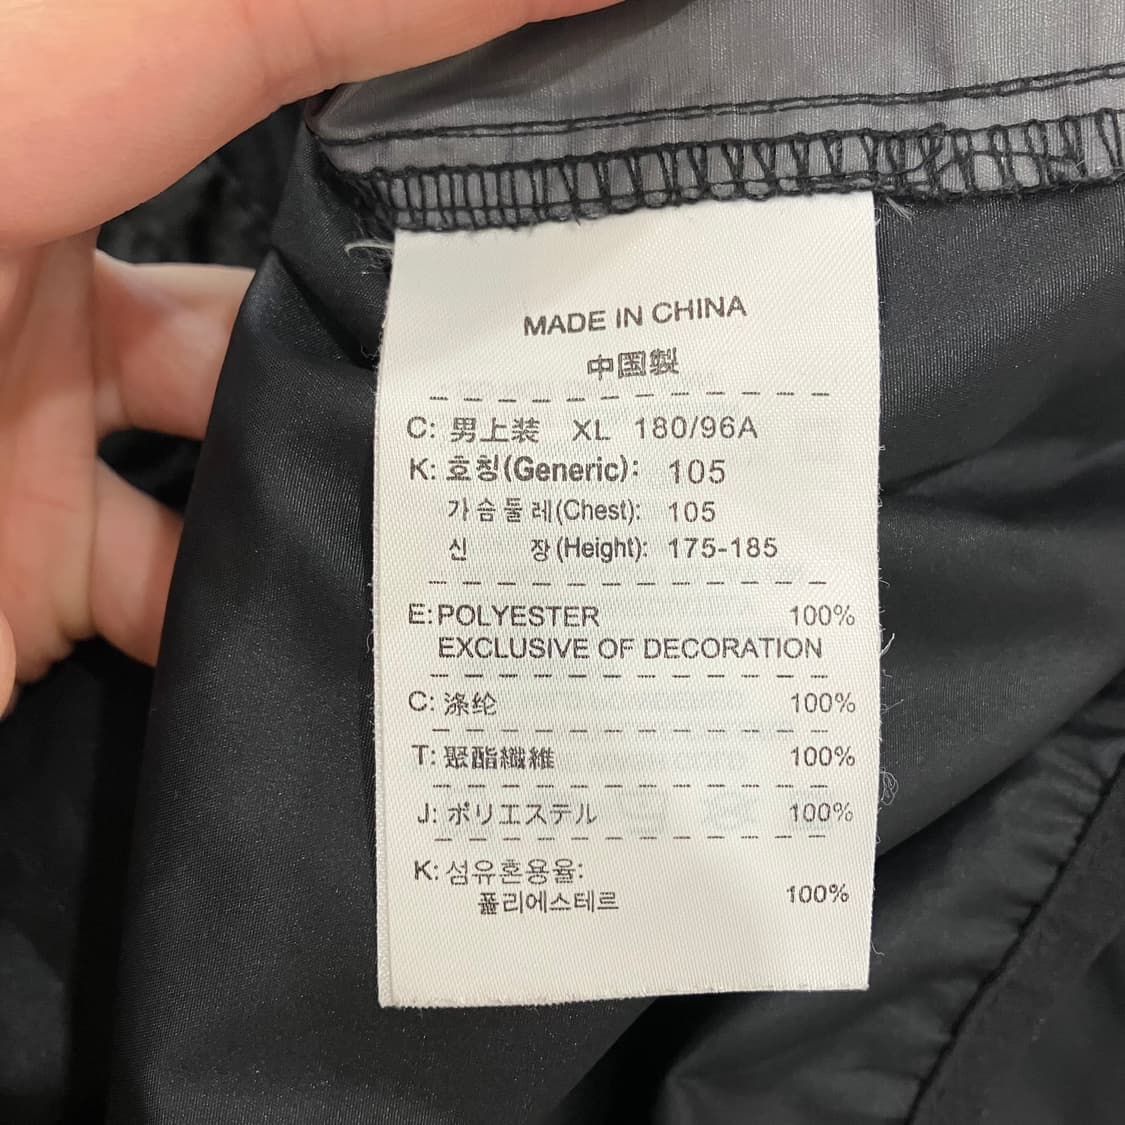 MADE IN CHINA
中国製
C: 男上装 XL 180/96A
K: 호칭(Generic): 105
가슴둘레(Chest): 105
신 장(Height): 175-185
E: POLYESTER 100%
EXCLUSIVE OF DECORATION
C: 涤纶 100%
T: 聚酯纖維 100%
J: ポリエステル 100%
K: 섬유혼용율:
폴리에스테르 100%